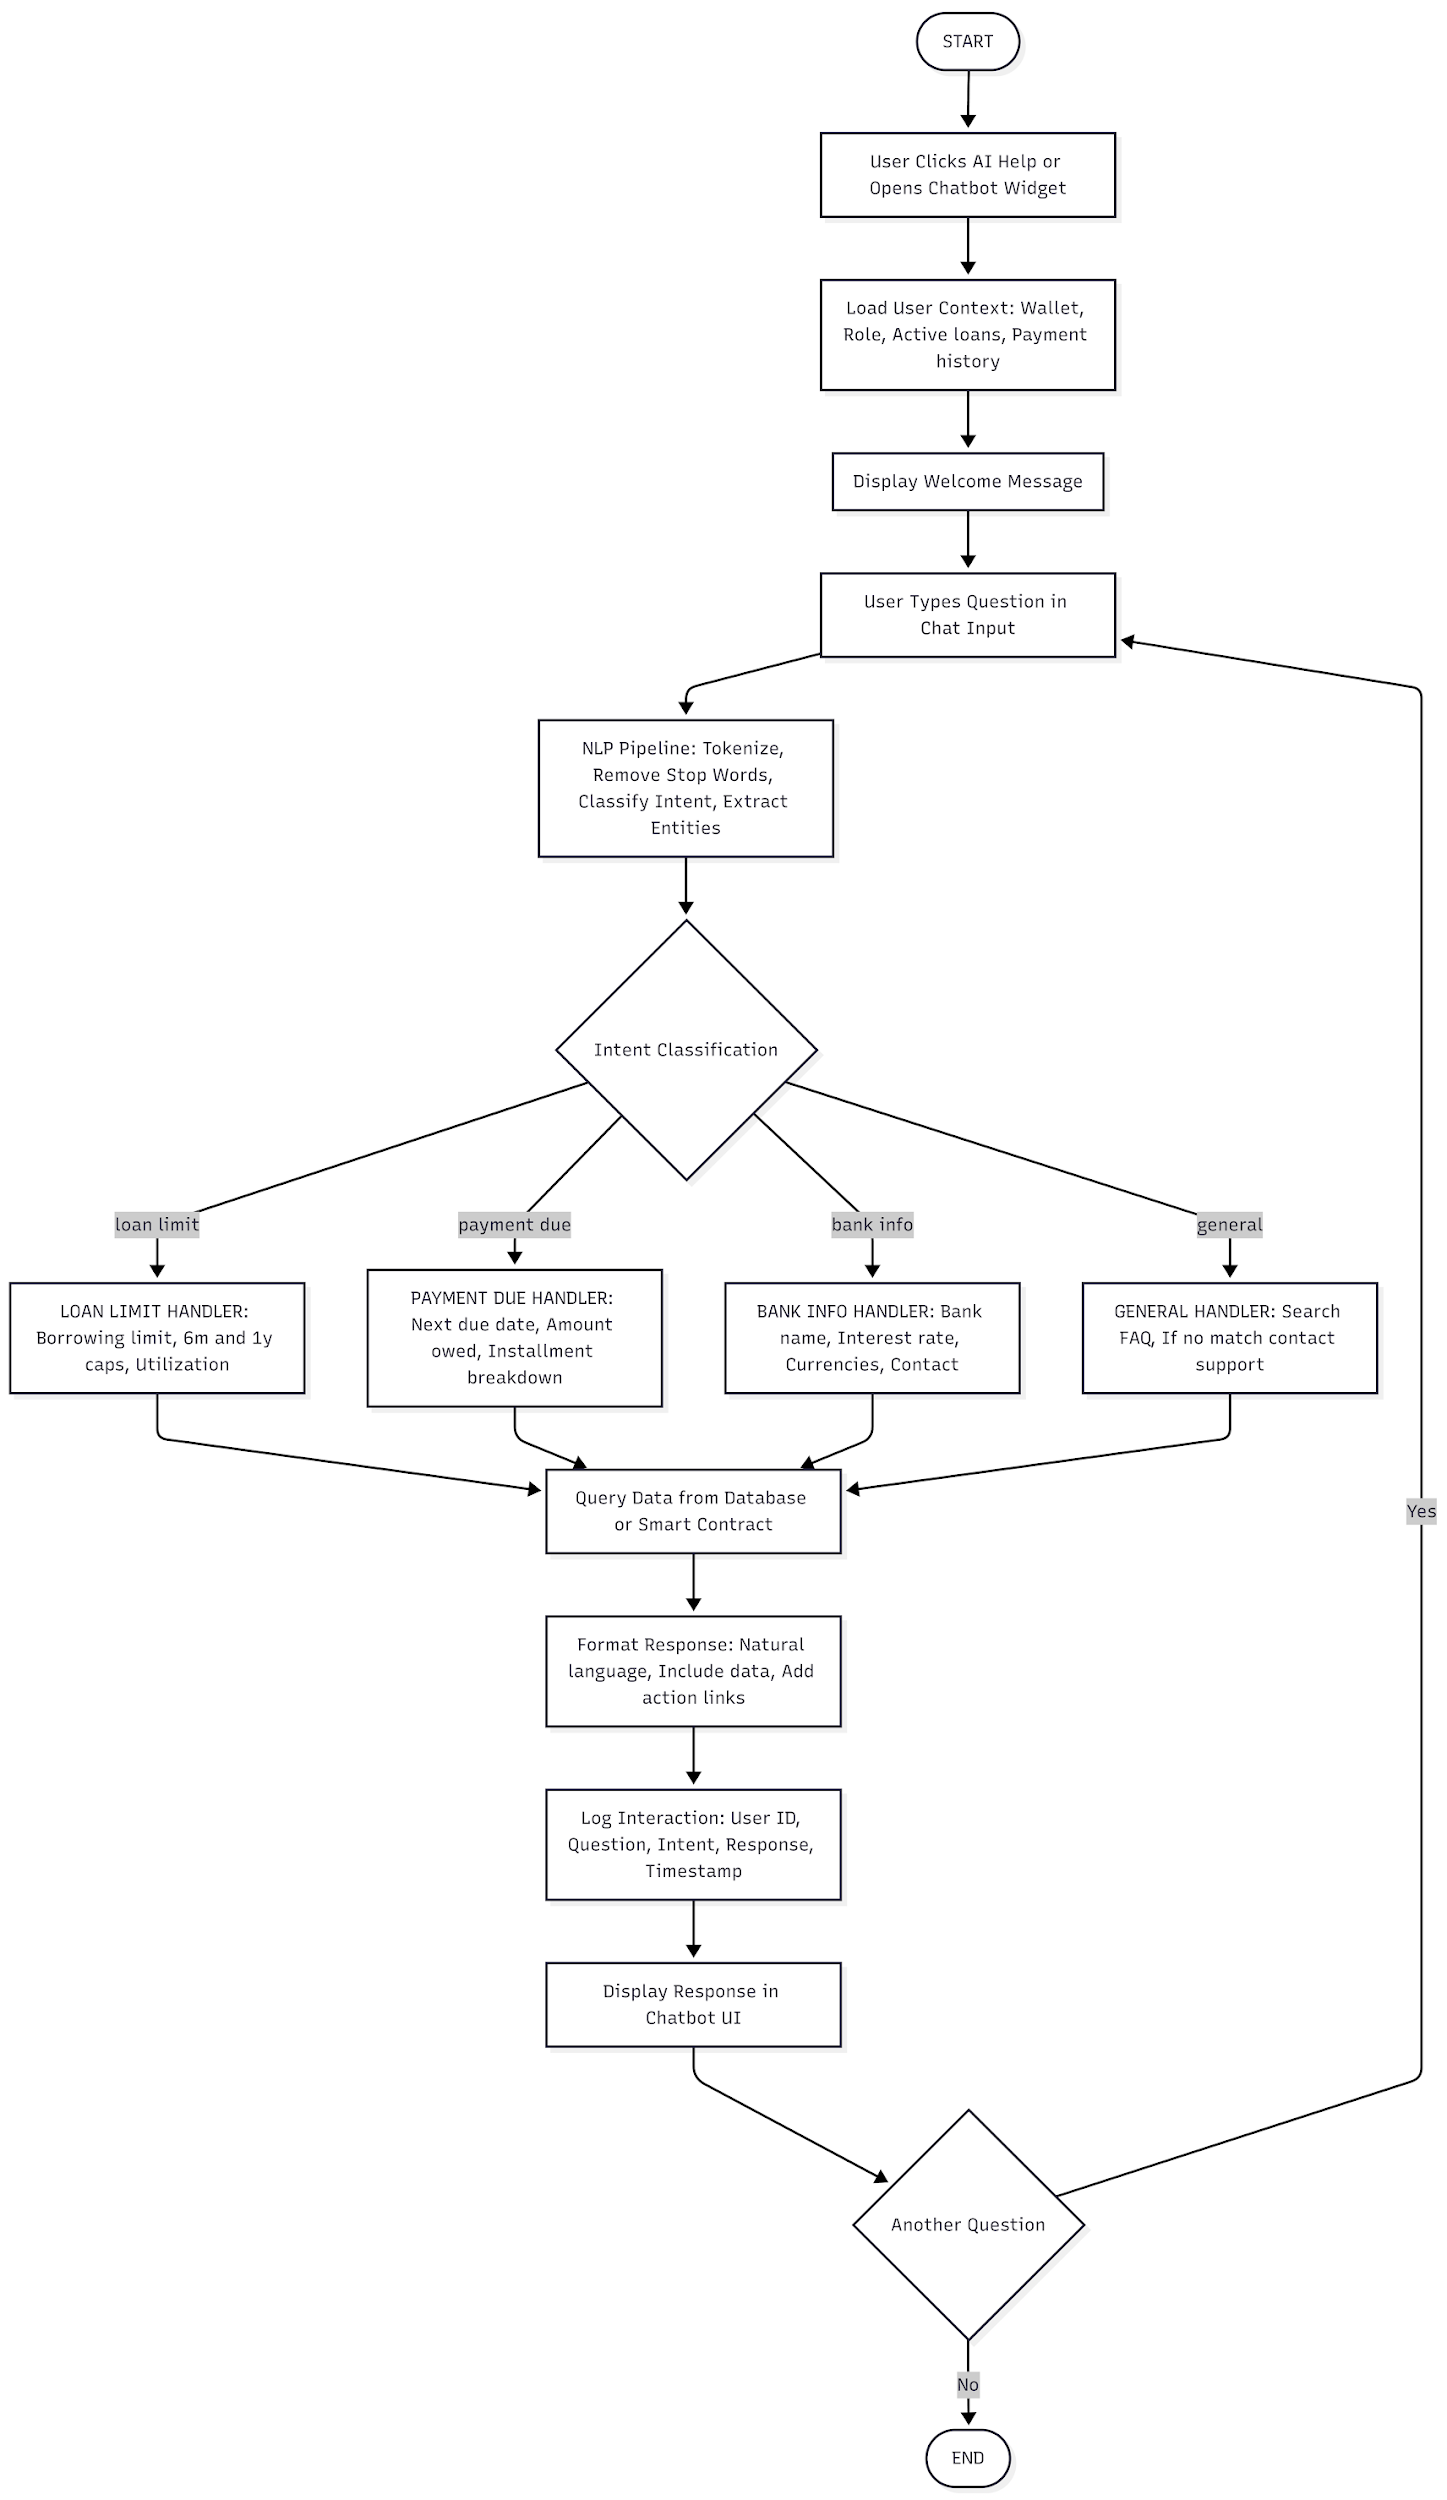 START
User Clicks AI Help or
Opens Chatbot Widget
Load User Context: Wallet,
Role, Active loans, Payment
history
Display Welcome Message
User Types Question in
Chat Input
NLP Pipeline: Tokenize,
Remove Stop Words,
Classify Intent, Extract
Entities
Intent Classification
loan limit
payment due
bank info
general
LOAN LIMIT HANDLER:
Borrowing limit, 6m and 1y
caps, Utilization
PAYMENT DUE HANDLER:
Next due date, Amount
owed, Installment
breakdown
BANK INFO HANDLER: Bank
name, Interest rate,
Currencies, Contact
GENERAL HANDLER: Search
FAQ, If no match contact
support
Query Data from Database
or Smart Contract
Yes
Format Response: Natural
language, Include data, Add
action links
Log Interaction: User ID,
Question, Intent, Response,
Timestamp
Display Response in
Chatbot UI
Another Question
No
END